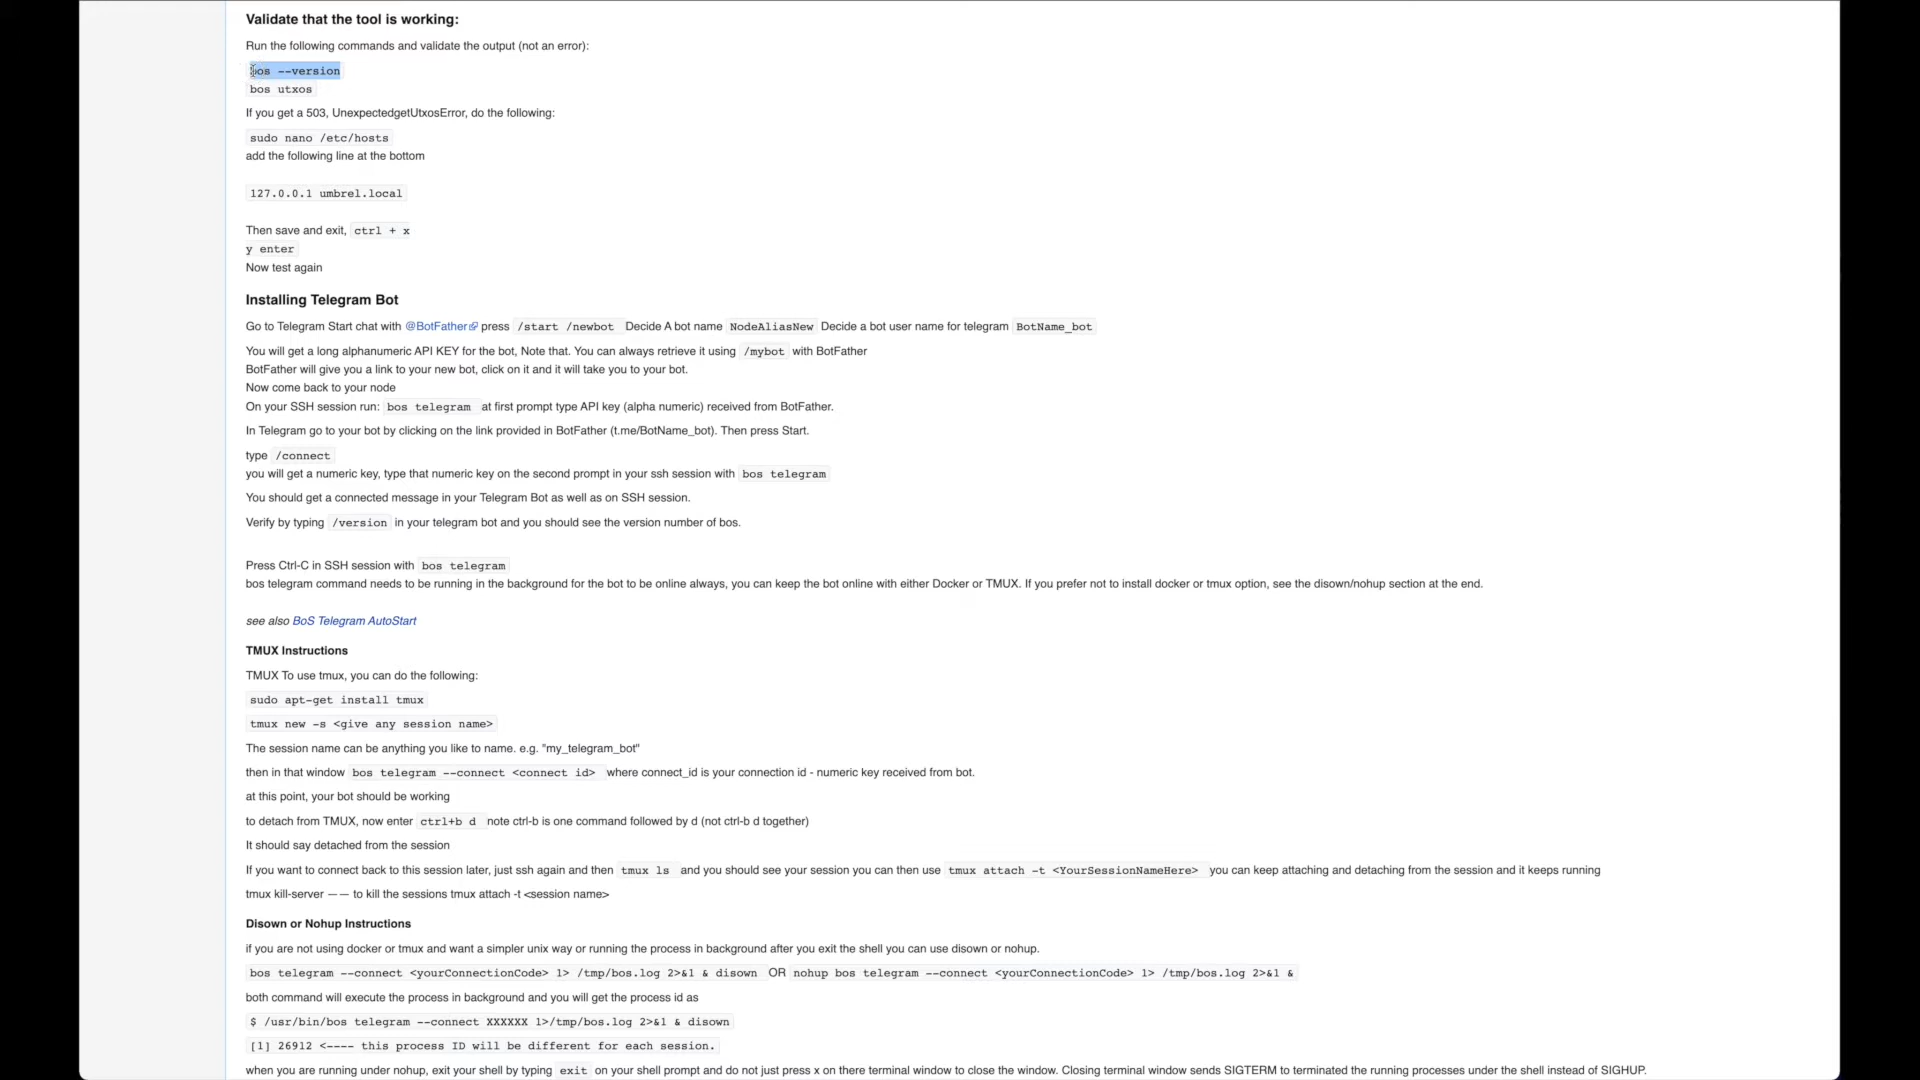 Validate that the tool is working:
Run the following commands and validate the output (not an error):
bos --version
bos utxos
If you get a 503, UnexpectedgetUtxosError, do the following:
sudo nano /etc/hosts
add the following line at the bottom
127.0.0.1 umbrel.local
Then save and exit, ctrl + x
y enter
Now test again
Installing Telegram Bot
Go to Telegram Start chat with @BotFather press /start /newbot Decide A bot name NodeAliasNew Decide a bot user name for telegram BotName_bot
You will get a long alphanumeric API KEY for the bot, Note that. You can always retrieve it using /mybot with BotFather
BotFather will give you a link to your new bot, click on it and it will take you to your bot.
Now come back to your node
On your SSH session run: bos telegram at first prompt type API key (alpha numeric) received from BotFather.
In Telegram go to your bot by clicking on the link provided in BotFather (t.me/BotName_bot). Then press Start.
type /connect
you will get a numeric key, type that numeric key on the second prompt in your ssh session with bos telegram
You should get a connected message in your Telegram Bot as well as on SSH session.
Verify by typing /version in your telegram bot and you should see the version number of bos.
Press Ctrl-C in SSH session with bos telegram
bos telegram command needs to be running in the background for the bot to be online always, you can keep the bot online with either Docker or TMUX. If you prefer not to install docker or tmux option, see the disown/nohup section at the end.
see also BoS Telegram AutoStart
TMUX Instructions
TMUX To use tmux, you can do the following:
sudo apt-get install tmux
tmux new -s <give any session name>
The session name can be anything you like to name. e.g. "my_telegram_bot"
then in that window bos telegram --connect <connect id> where connect_id is your connection id - numeric key received from bot.
at this point, your bot should be working
to detach from TMUX, now enter ctrl+b d note ctrl-b is one command followed by d (not ctrl-b d together)
It should say detached from the session
If you want to connect back to this session later, just ssh again and then tmux ls and you should see your session you can then use tmux attach -t <YourSessionNameHere> you can keep attaching and detaching from the session and it keeps running
tmux kill-server —— to kill the sessions tmux attach -t <session name>
Disown or Nohup Instructions
if you are not using docker or tmux and want a simpler unix way or running the process in background after you exit the shell you can use disown or nohup.
bos telegram --connect <yourConnectionCode> 1> /tmp/bos.log 2>&1 & disown OR nohup bos telegram --connect <yourConnectionCode> 1> /tmp/bos.log 2>&1 &
both command will execute the process in background and you will get the process id as
$ /usr/bin/bos telegram --connect XXXXXX 1>/tmp/bos.log 2>&1 & disown
[1] 26912 <---- this process ID will be different for each session.
when you are running under nohup, exit your shell by typing exit on your shell prompt and do not just press x on there terminal window to close the window. Closing terminal window sends SIGTERM to terminated the running processes under the shell instead of SIGHUP.